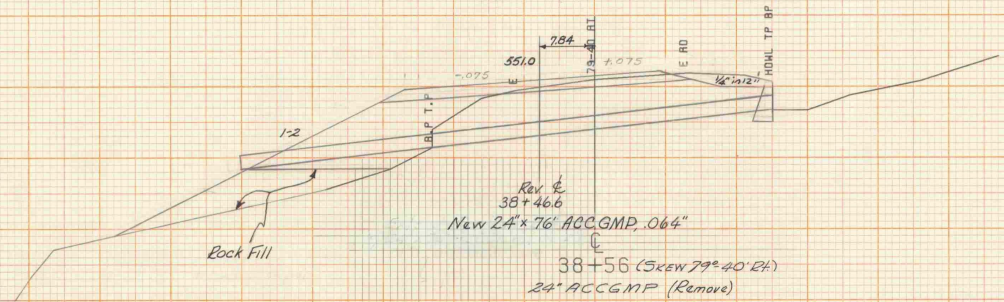 7.84
551.0
79-40 RT
HOWL TP BP
-.075
+.075
E RD
E
¼" in 12"
B.P T.P
1-2
Rev ℄
38+46.6
New 24" x 76' ACCGMP, .064"
Rock Fill
℄
38+56 (SKEW 79°-40' Rt)
24" ACCGMP (Remove)